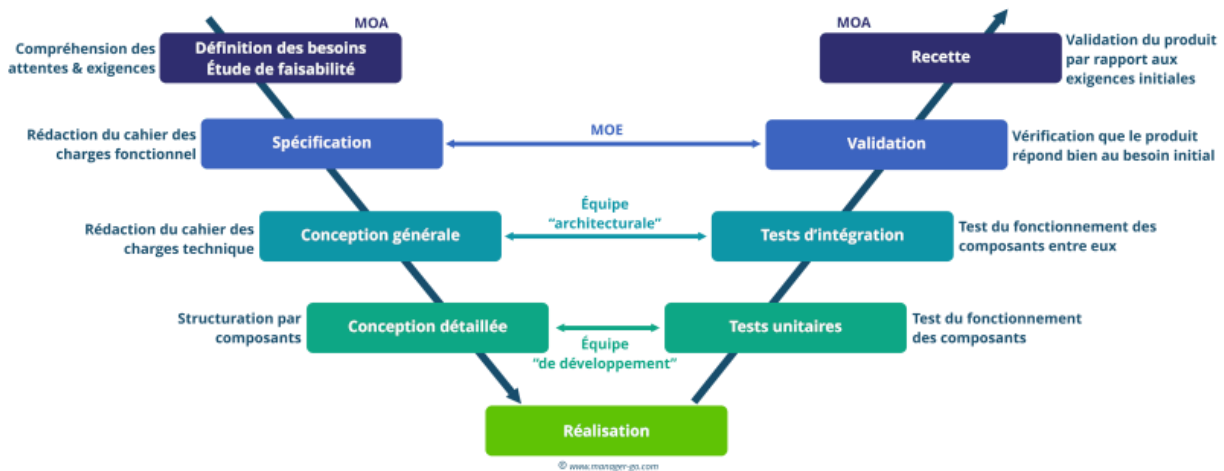 MOA
MOA
Compréhension des
attentes & exigences
Définition des besoins
Étude de faisabilité
Recette
Validation du produit
par rapport aux
exigences initiales
Rédaction du cahier des
charges fonctionnel
Spécification
MOE
Validation
Vérification que le produit
répond bien au besoin initial
Rédaction du cahier des
charges technique
Conception générale
Équipe
“architecturale”
Tests d’intégration
Test du fonctionnement des
composants entre eux
Structuration par
composants
Conception détaillée
Équipe
“de développement”
Tests unitaires
Test du fonctionnement
des composants
Réalisation
© www.manager-go.com